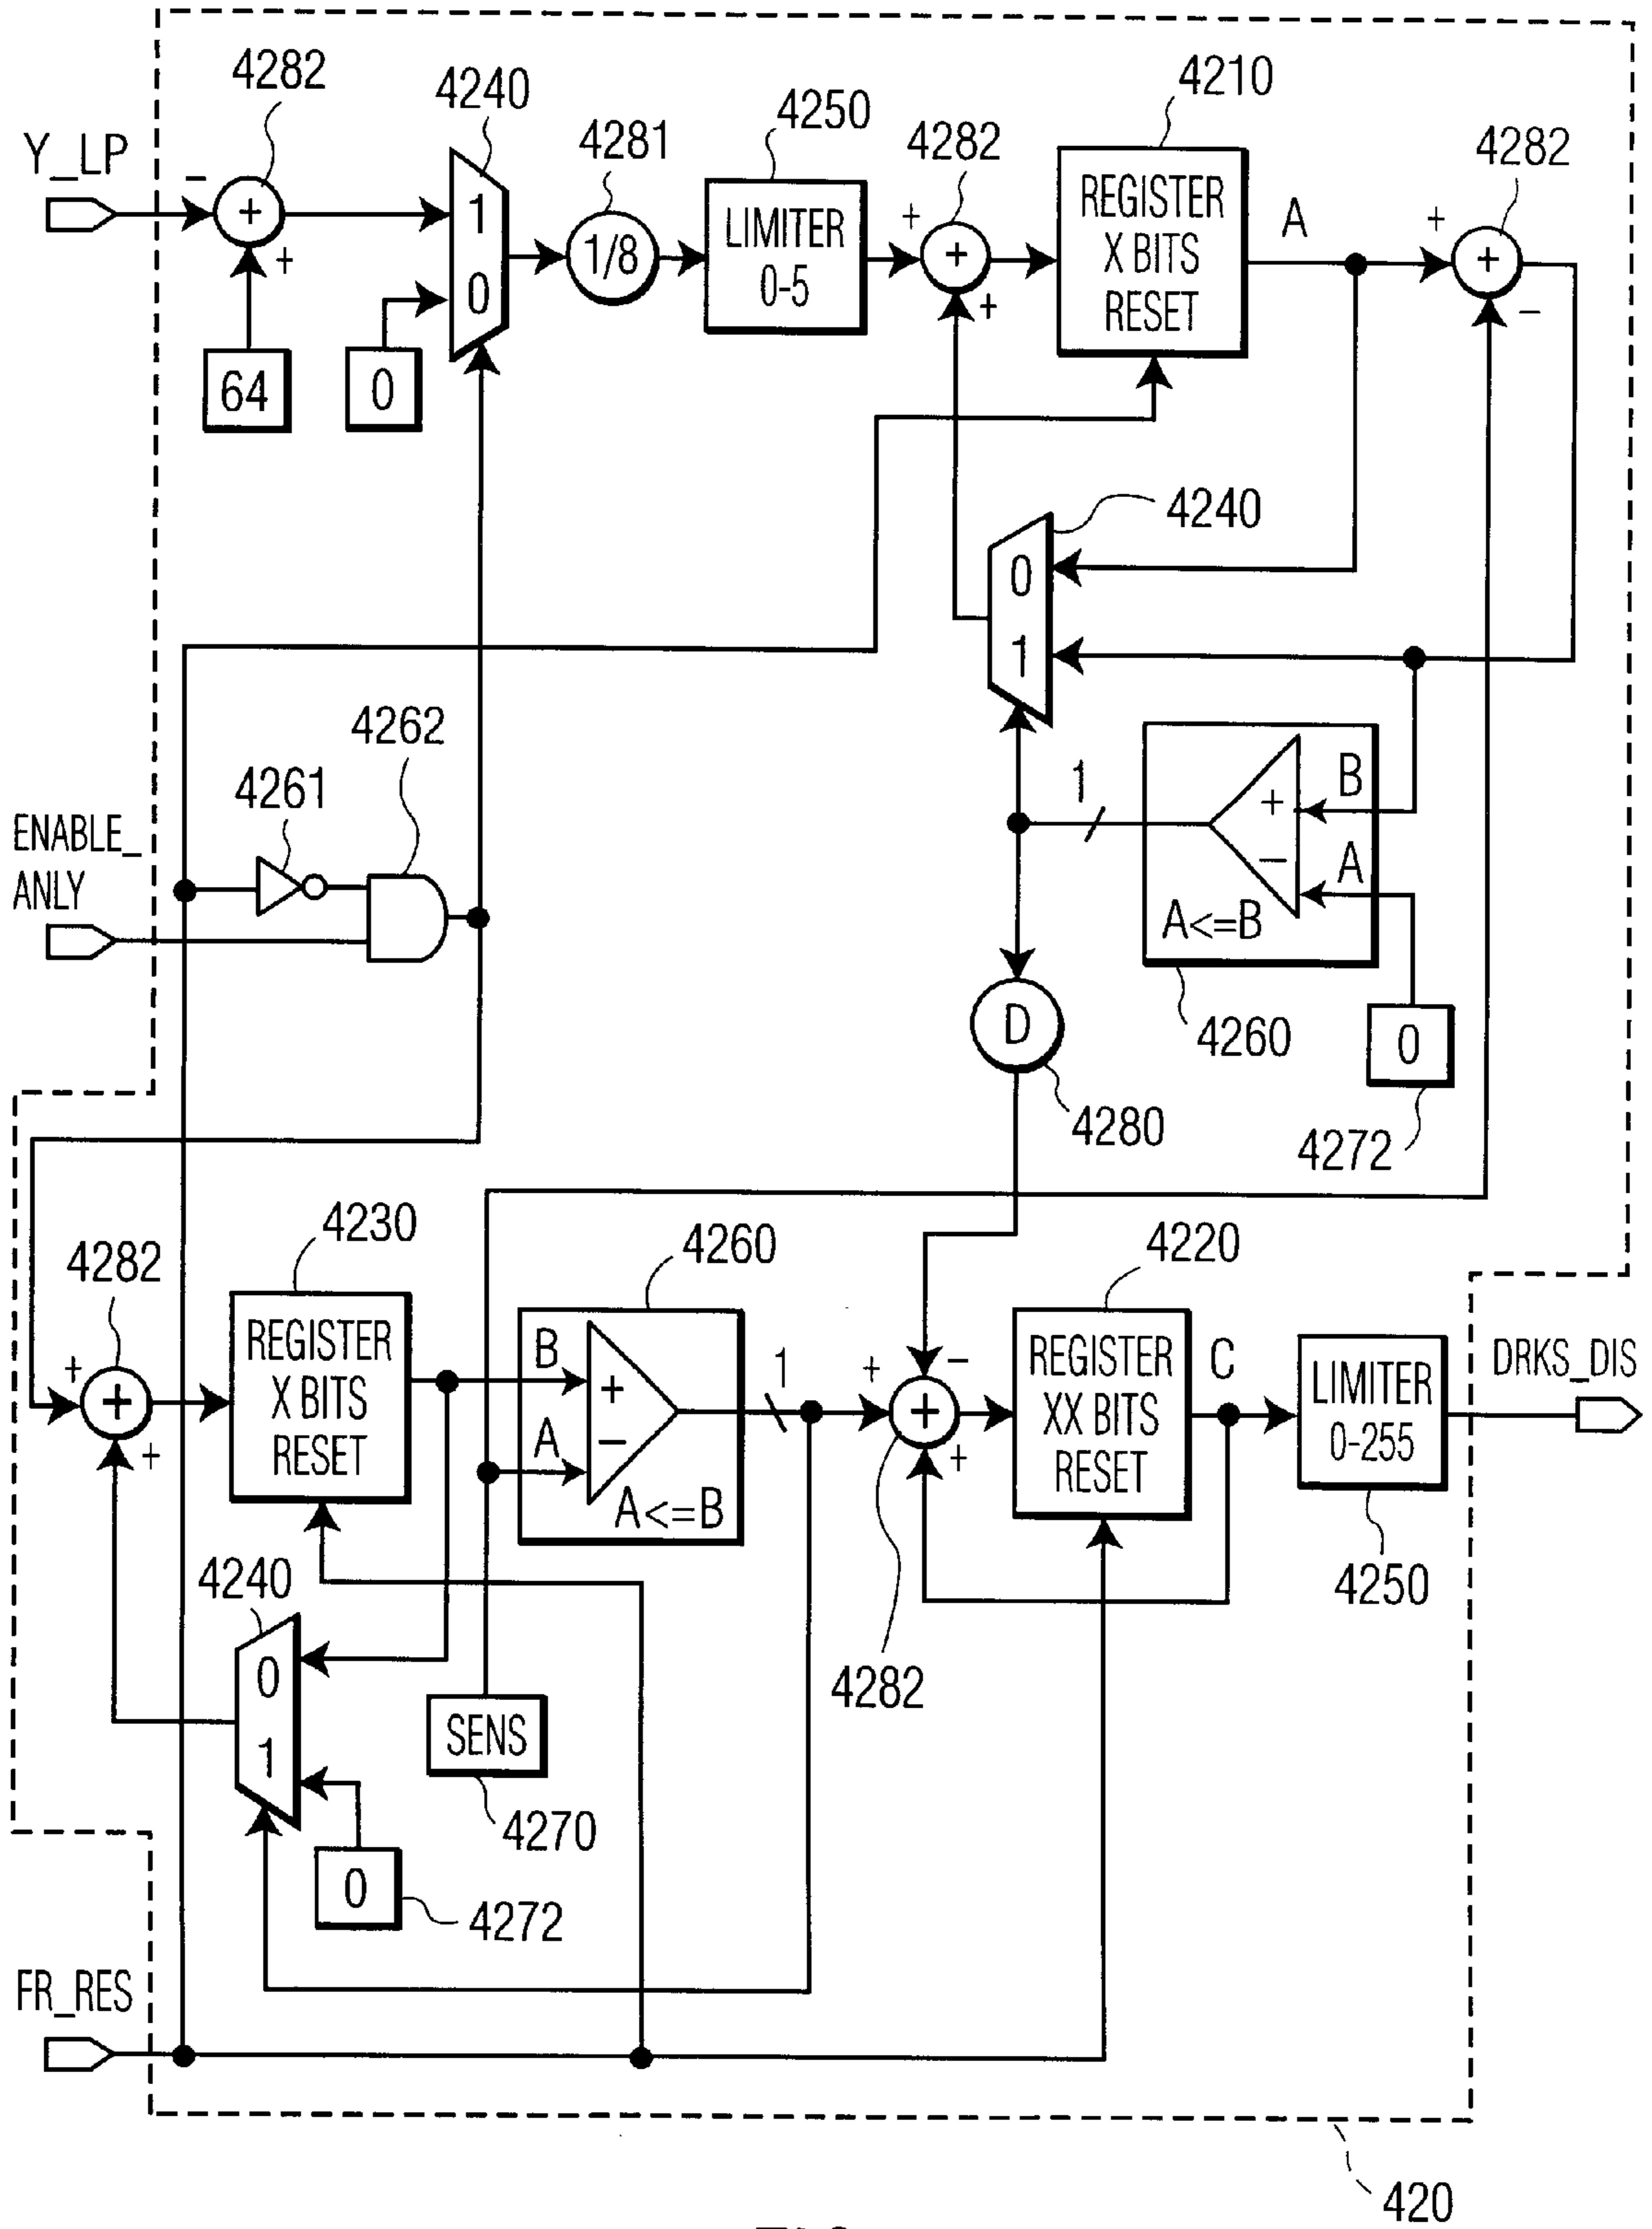 4282
4240
4281
4250
4282
4210
4282
Y_LP
-
+
+
64
1
0
0
1/8
LIMITER
0-5
+
+
+
REGISTER
X BITS
RESET
A
+
+
-
4240
0
1
4262
4261
ENABLE_
ANLY
1
B
+
-
A
A<=B
4260
0
4272
D
4280
4282
+
+
+
4230
REGISTER
X BITS
RESET
4260
B
+
A
-
A<=B
1
+
-
+
+
4282
4220
REGISTER
XX BITS
RESET
C
LIMITER
0-255
4250
DRKS_DIS
4240
0
1
0
4272
SENS
4270
FR_RES
420